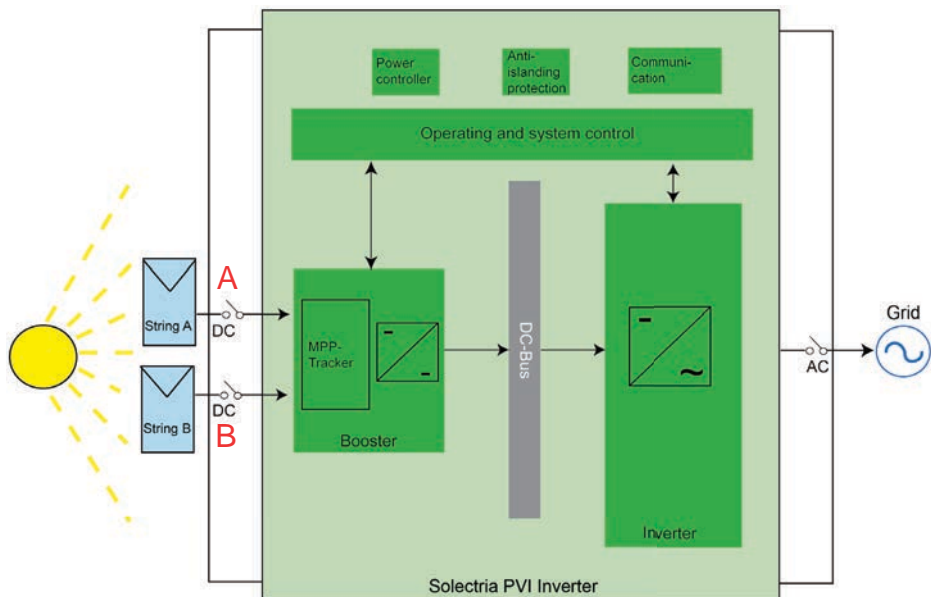 Power
controller
Anti-
islanding
protection
Communi-
cation
Operating and system control
A
String A
DC
MPP-
Tracker
DC-Bus
Grid
AC
String B
DC
B
Booster
Inverter
Solectria PVI Inverter